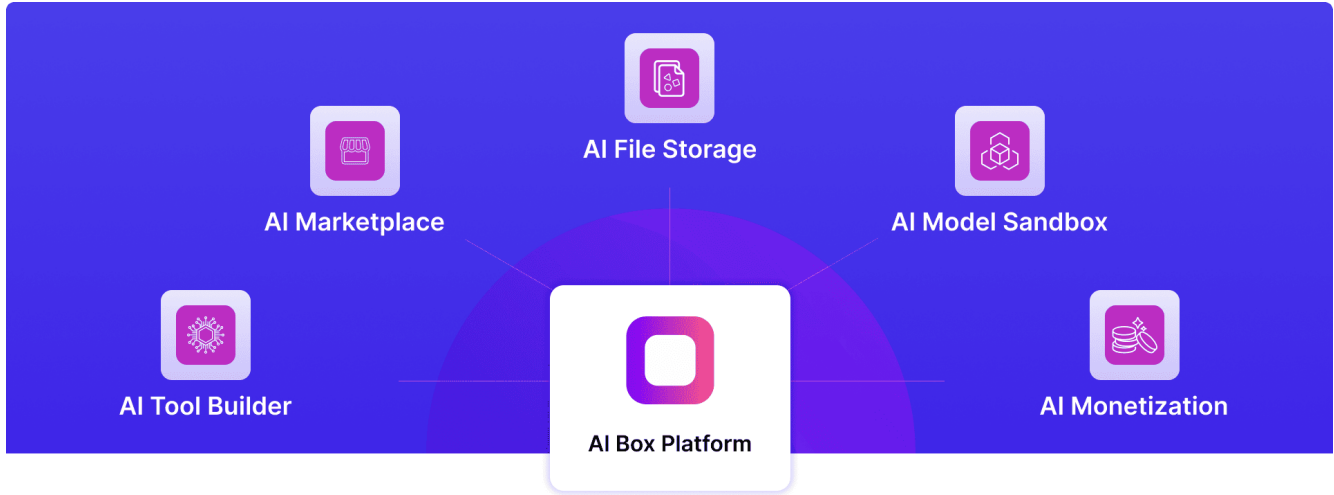 AI File Storage
AI Marketplace
AI Model Sandbox
AI Tool Builder
AI Monetization
AI Box Platform